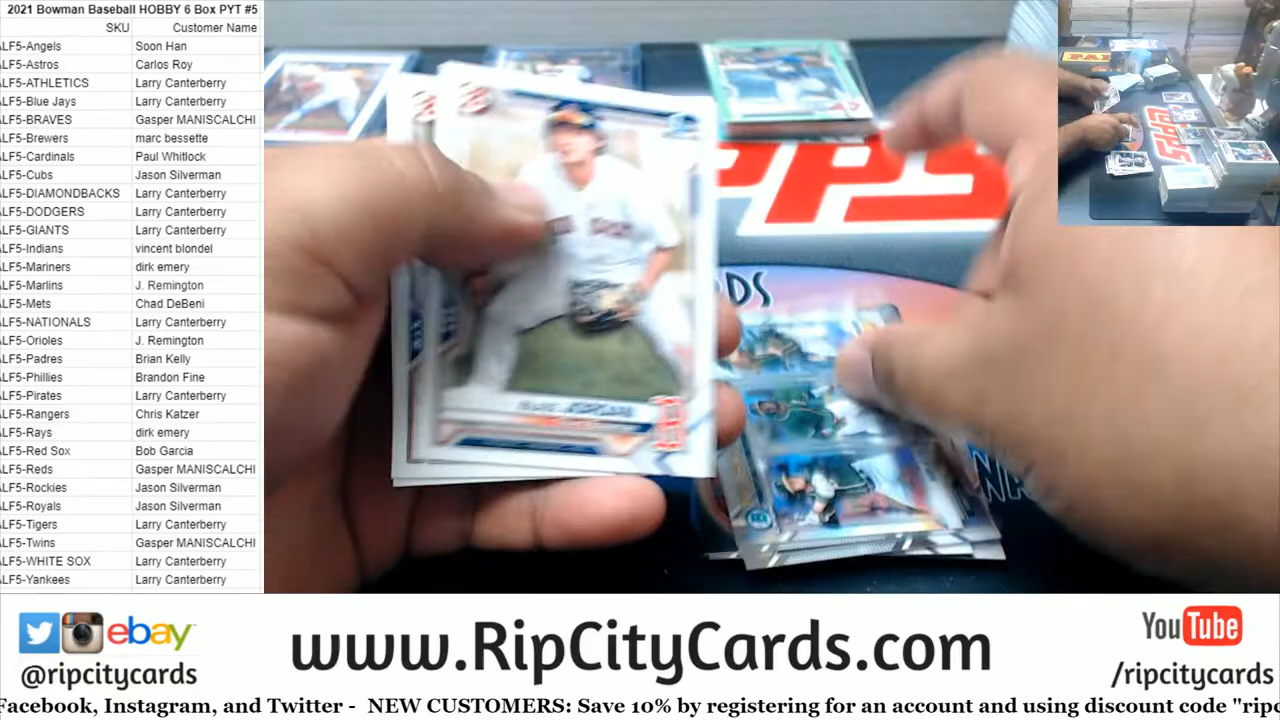 2021 Bowman Baseball HOBBY 6 Box PYT #5
SKU Customer Name
ALF5-Angels Soon Han
ALF5-Astros Carlos Roy
ALF5-ATHLETICS Larry Canterberry
ALF5-Blue Jays Larry Canterberry
ALF5-BRAVES Gasper MANISCALCHI
ALF5-Brewers marc bessette
ALF5-Cardinals Paul Whitlock
ALF5-Cubs Jason Silverman
ALF5-DIAMONDBACKS Larry Canterberry
ALF5-DODGERS Larry Canterberry
ALF5-GIANTS Larry Canterberry
ALF5-Indians vincent blondel
ALF5-Mariners dirk emery
ALF5-Marlins J. Remington
ALF5-Mets Chad DeBeni
ALF5-NATIONALS Larry Canterberry
ALF5-Orioles J. Remington
ALF5-Padres Brian Kelly
ALF5-Phillies Brandon Fine
ALF5-Pirates Larry Canterberry
ALF5-Rangers Chris Katzer
ALF5-Rays dirk emery
ALF5-Red Sox Bob Garcia
ALF5-Reds Gasper MANISCALCHI
ALF5-Rockies Jason Silverman
ALF5-Royals Jason Silverman
ALF5-Tigers Larry Canterberry
ALF5-Twins Gasper MANISCALCHI
ALF5-WHITE SOX Larry Canterberry
ALF5-Yankees Larry Canterberry
PPS
RDS
JORDAN
ebay
@ripcitycards
www.RipCityCards.com
YouTube
/ripcitycards
Facebook, Instagram, and Twitter - NEW CUSTOMERS: Save 10% by registering for an account and using discount code "ripc